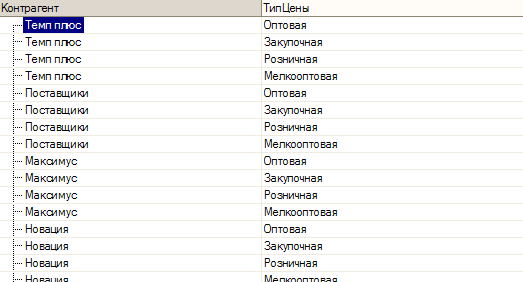 Контрагент ТипЦены
Темп плюс Оптовая
Темп плюс Закупочная
Темп плюс Розничная
Темп плюс Мелкооптовая
Поставщики Оптовая
Поставщики Закупочная
Поставщики Розничная
Поставщики Мелкооптовая
Максимус Оптовая
Максимус Закупочная
Максимус Розничная
Максимус Мелкооптовая
Новация Оптовая
Новация Закупочная
Новация Розничная
Новация Мелкооптовая